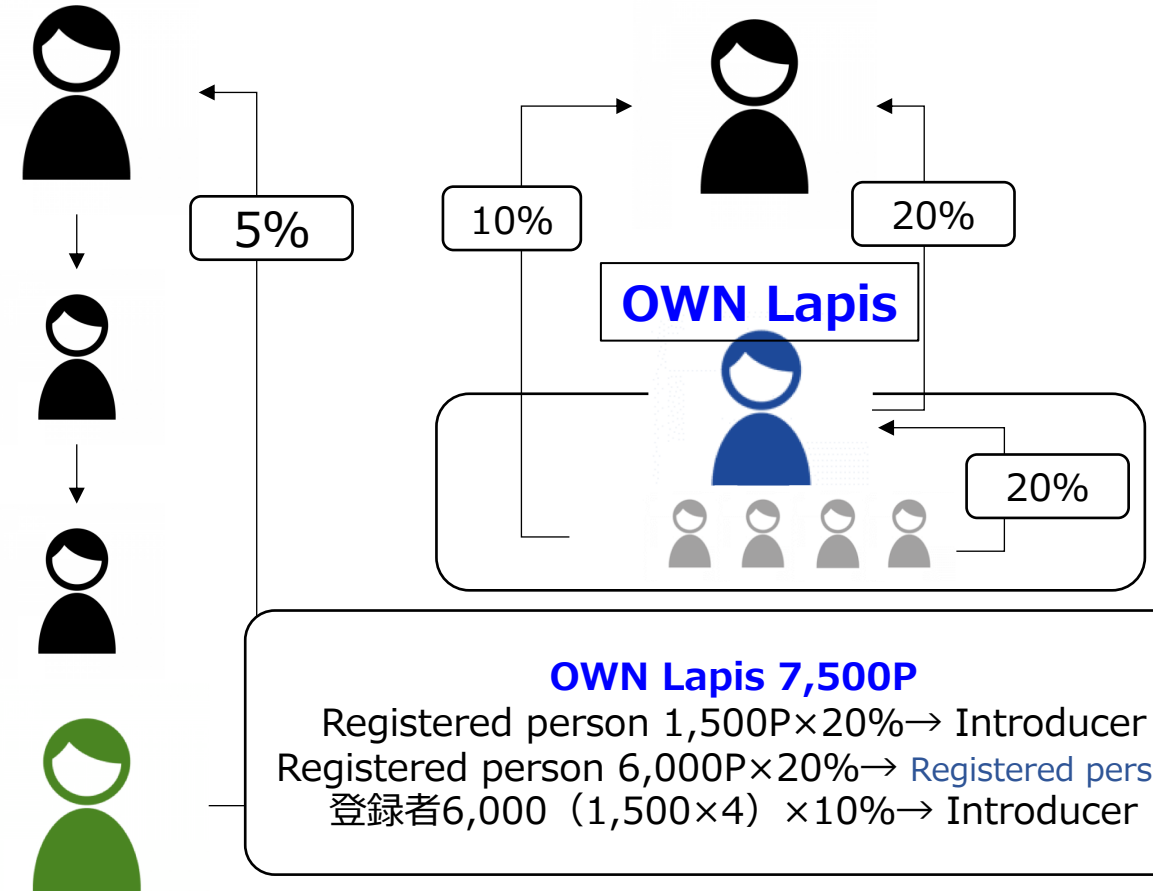 5%
10%
20%
OWN Lapis
20%
OWN Lapis 7,500P
Registered person 1,500P×20%→ Introducer
Registered person 6,000P×20%→ Registered pers
登録者6,000（1,500×4）×10%→ Introducer